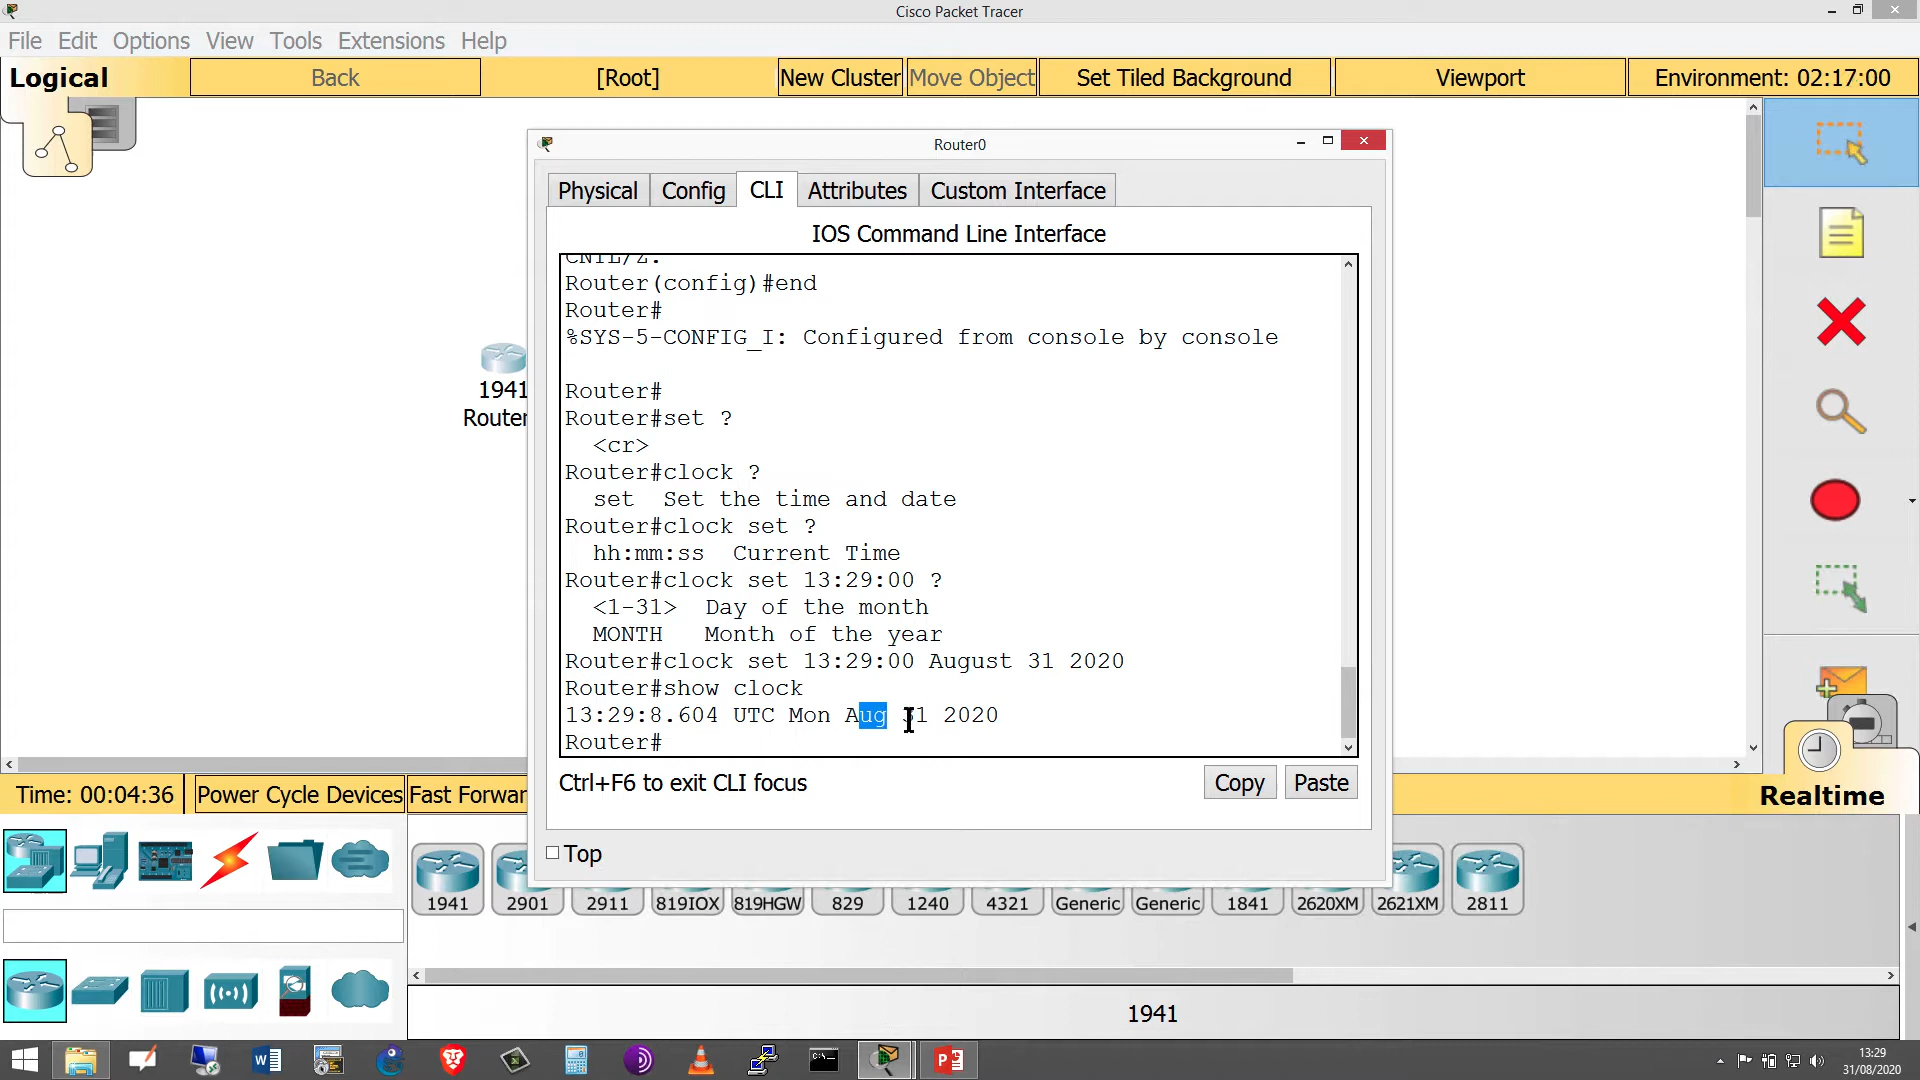 Cisco Packet Tracer
File Edit Options View Tools Extensions Help
Logical Back [Root] New Cluster Move Object Set Tiled Background Viewport Environment: 02:17:00
Router0
Physical Config CLI Attributes Custom Interface
IOS Command Line Interface
CNTL/Z.
Router(config)#end
Router#
%SYS-5-CONFIG_I: Configured from console by console
Router#
Router#set ?
<cr>
Router#clock ?
set Set the time and date
Router#clock set ?
hh:mm:ss Current Time
Router#clock set 13:29:00 ?
<1-31> Day of the month
MONTH Month of the year
Router#clock set 13:29:00 August 31 2020
Router#show clock
13:29:8.604 UTC Mon Aug 31 2020
Router#
Ctrl+F6 to exit CLI focus
Copy Paste
Top
1941
Router
Time: 00:04:36 Power Cycle Devices Fast Forwar
Realtime
1941 2901 2911 819IOX 819HGW 829 1240 4321 Generic Generic 1841 2620XM 2621XM 2811
1941
13:29
31/08/2020